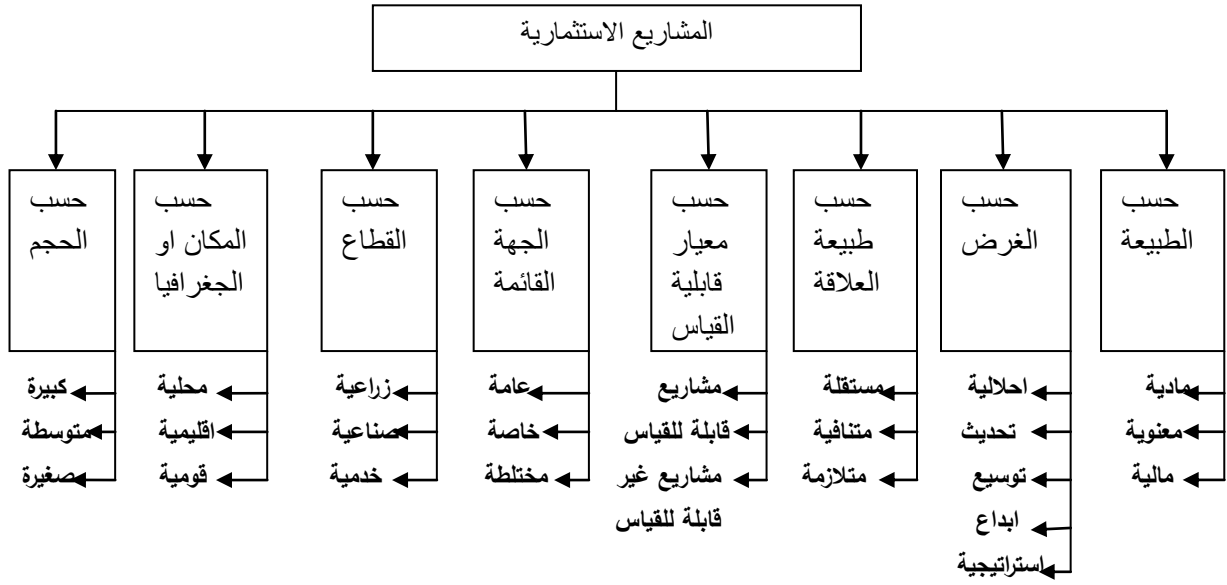 المشاريع الاستثمارية
حسب
الطبيعة
مادية
معنوية
مالية
حسب
الغرض
احلالية
تحديث
توسيع
ابداع
استراتيجية
حسب
طبيعة
العلاقة
مستقلة
متنافية
متلازمة
حسب
معيار
قابلية
القياس
مشاريع
قابلة للقياس
مشاريع غير
قابلة للقياس
حسب
الجهة
القائمة
عامة
خاصة
مختلطة
حسب
القطاع
زراعية
صناعية
خدمية
حسب
المكان او
الجغرافيا
محلية
اقليمية
قومية
حسب
الحجم
كبيرة
متوسطة
صغيرة